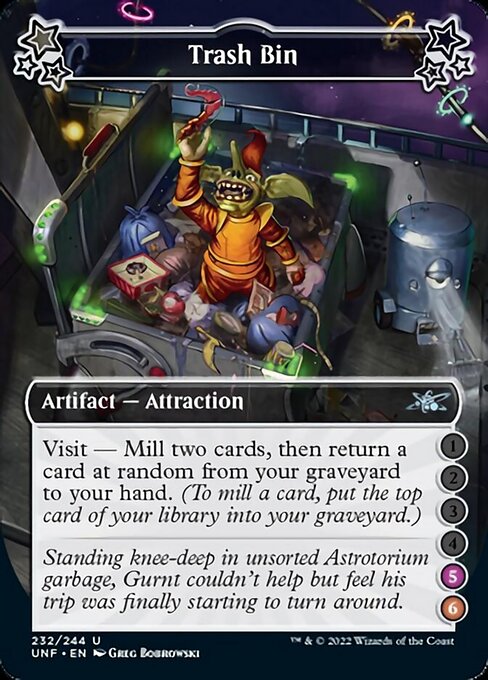 Trash Bin
Artifact — Attraction
Visit — Mill two cards, then return a
card at random from your graveyard
to your hand. (To mill a card, put the top
card of your library into your graveyard.)
Standing knee-deep in unsorted Astrotorium
garbage, Gurnt couldn't help but feel his
trip was finally starting to turn around.
1
2
3
4
5
6
232/244 U
UNF • EN Greg Bobrowski
™ & © 2022 Wizards of the Coast